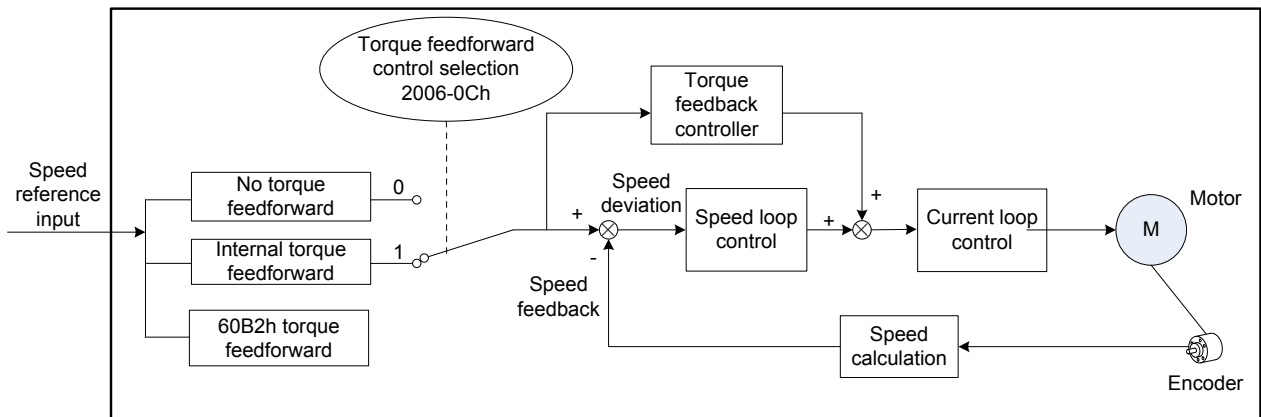 Torque feedforward
control selection
2006-0Ch
Torque
feedback
controller
Speed
reference
input
No torque
feedforward
0
Internal torque
feedforward
1
60B2h torque
feedforward
+
-
Speed
deviation
Speed loop
control
+
+
Current loop
control
M
Motor
Speed
feedback
Speed
calculation
Encoder